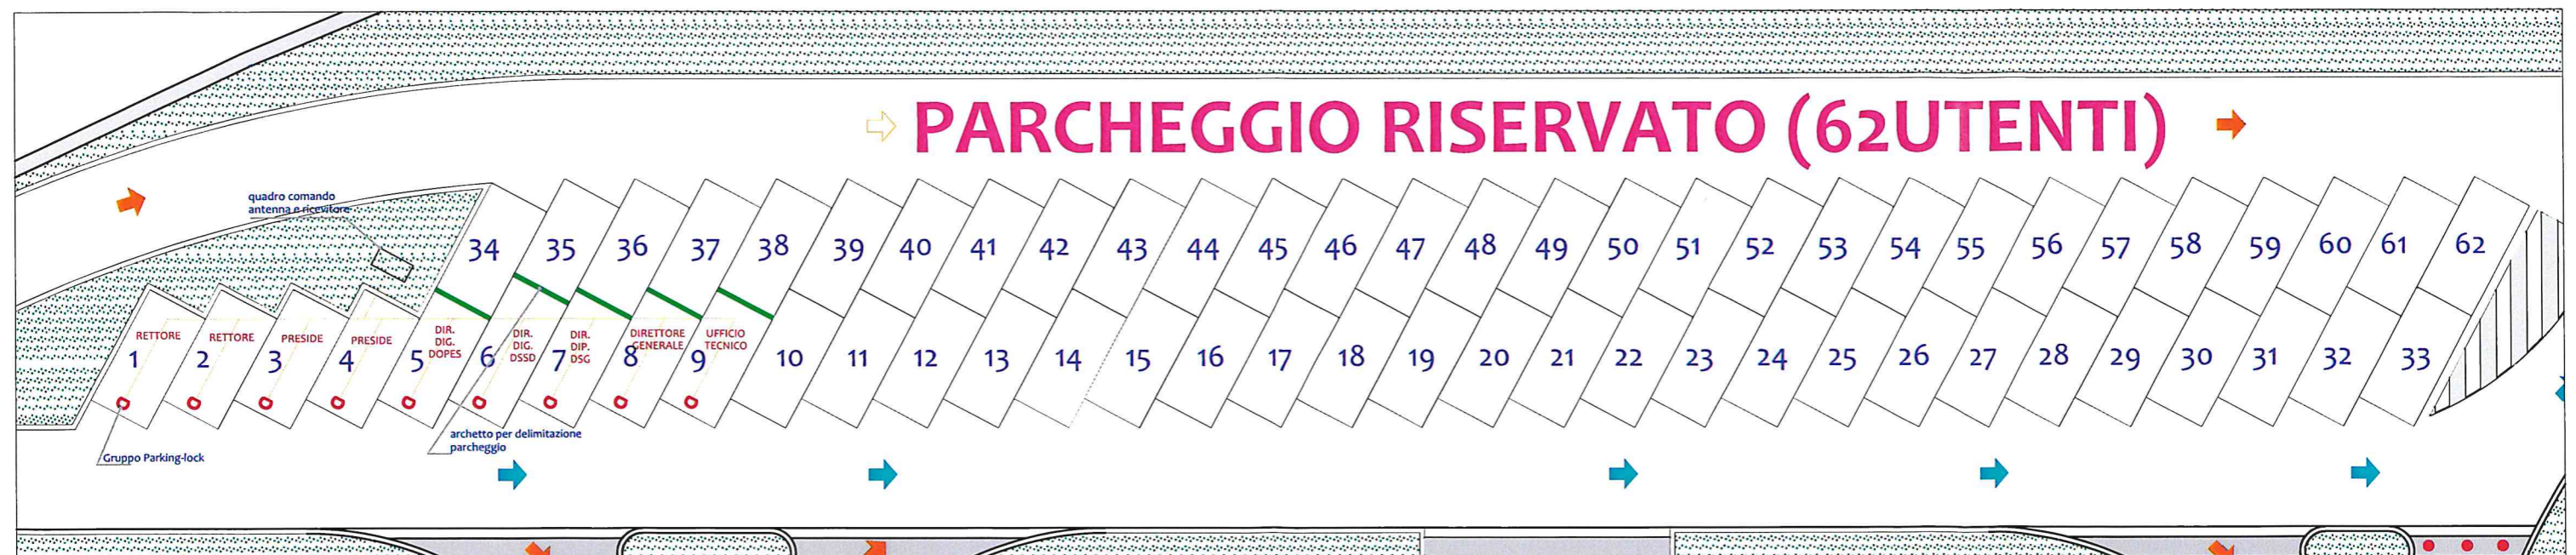 PARCHEGGIO RISERVATO (62UTENTI)
quadro comando
antenna e ricevitore
34 35 36 37 38 39 40 41 42 43 44 45 46 47 48 49 50 51 52 53 54 55 56 57 58 59 60 61 62
RETTORE
1
RETTORE
2
PRESIDE
3
PRESIDE
4
DIR.
DIG.
DOPES
5
DIR.
DIG.
DSSD
6
DIR.
DIP.
DSG
7
DIRETTORE
GENERALE
8
UFFICIO
TECNICO
9
10 11 12 13 14 15 16 17 18 19 20 21 22 23 24 25 26 27 28 29 30 31 32 33
archetto per delimitazione
parcheggio
Gruppo Parking-lock